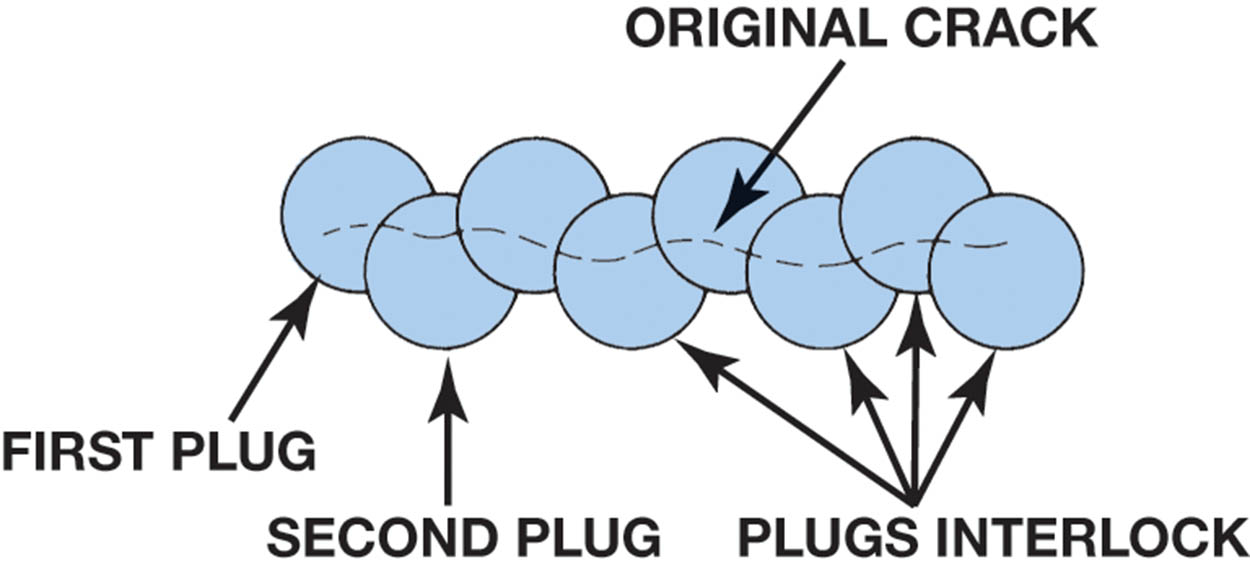 ORIGINAL CRACK
FIRST PLUG
SECOND PLUG
PLUGS INTERLOCK